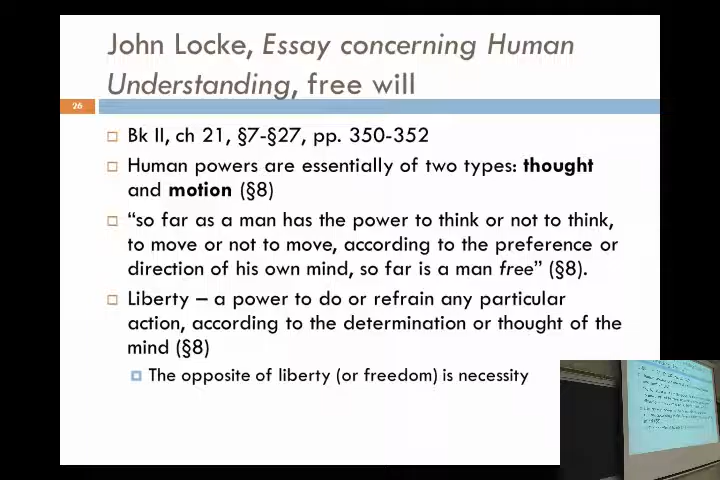 John Locke, Essay concerning Human
Understanding, free will
26
Bk II, ch 21, §7-§27, pp. 350-352
Human powers are essentially of two types: thought
and motion (§8)
“so far as a man has the power to think or not to think,
to move or not to move, according to the preference or
direction of his own mind, so far is a man free” (§8).
Liberty – a power to do or refrain any particular
action, according to the determination or thought of the
mind (§8)
The opposite of liberty (or freedom) is necessity